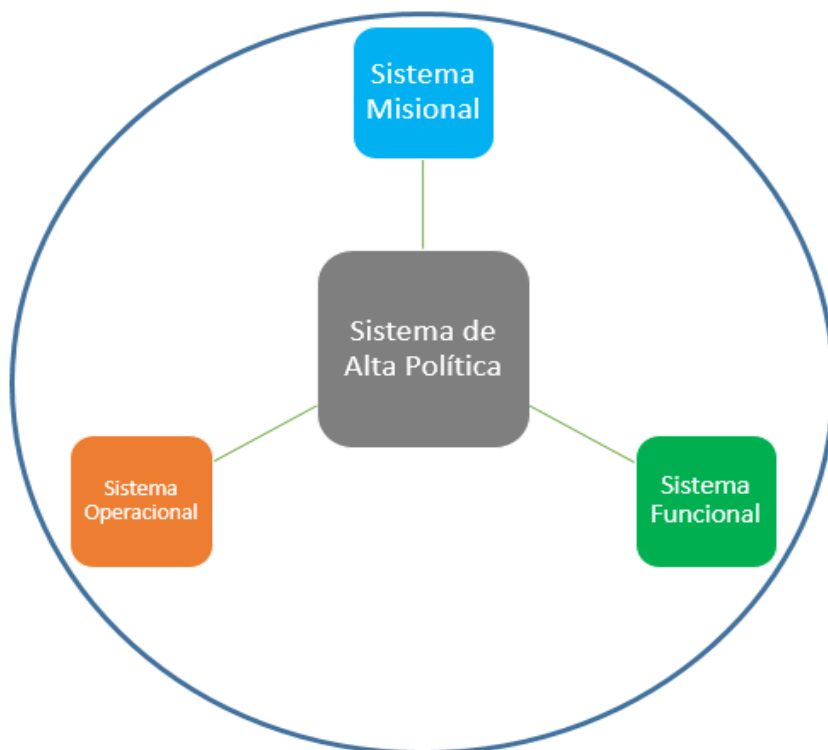 Sistema
Misional
Sistema de
Alta Política
Sistema
Operacional
Sistema
Funcional